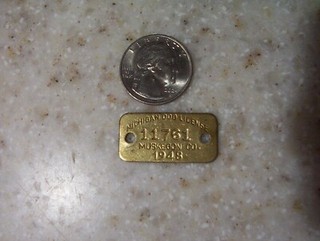 MICHIGAN DOG LICENSE
11761
MUSKEGON CO.
1948